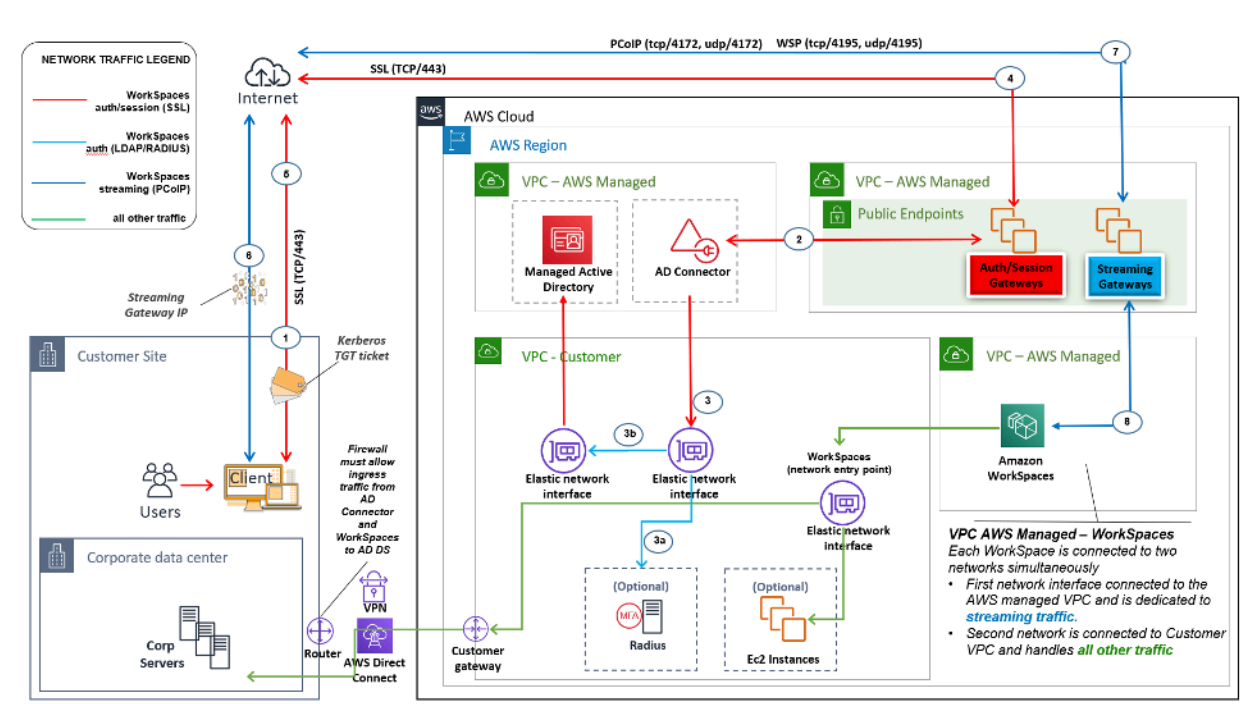 PCoIP (tcp/4172, udp/4172) WSP (tcp/4195, udp/4195)
7
SSL (TCP/443)
4
NETWORK TRAFFIC LEGEND
WorkSpaces
auth/session (SSL)
WorkSpaces
auth (LDAP/RADIUS)
WorkSpaces
streaming (PCoIP)
all other traffic
Internet
5
6
SSL (TCP/443)
Streaming
Gateway IP
1
Kerberos
TGT ticket
aws
AWS Cloud
AWS Region
VPC – AWS Managed
Managed Active
Directory
AD Connector
2
VPC – AWS Managed
Public Endpoints
Auth/Session
Gateways
Streaming
Gateways
Customer Site
Users
Client
Firewall
must allow
ingress
traffic from
AD
Connector
and
WorkSpaces
to AD DS
Corporate data center
Corp
Servers
VPN
Router
AWS Direct
Connect
VPC - Customer
3
3b
Elastic network
interface
Elastic network
interface
WorkSpaces
(network entry point)
Elastic network
interface
3a
(Optional)
MFA
Radius
(Optional)
Ec2 Instances
Customer
gateway
VPC – AWS Managed
8
Amazon
WorkSpaces
VPC AWS Managed – WorkSpaces
Each WorkSpace is connected to two
networks simultaneously
• First network interface connected to the
AWS managed VPC and is dedicated to
streaming traffic.
• Second network is connected to Customer
VPC and handles all other traffic